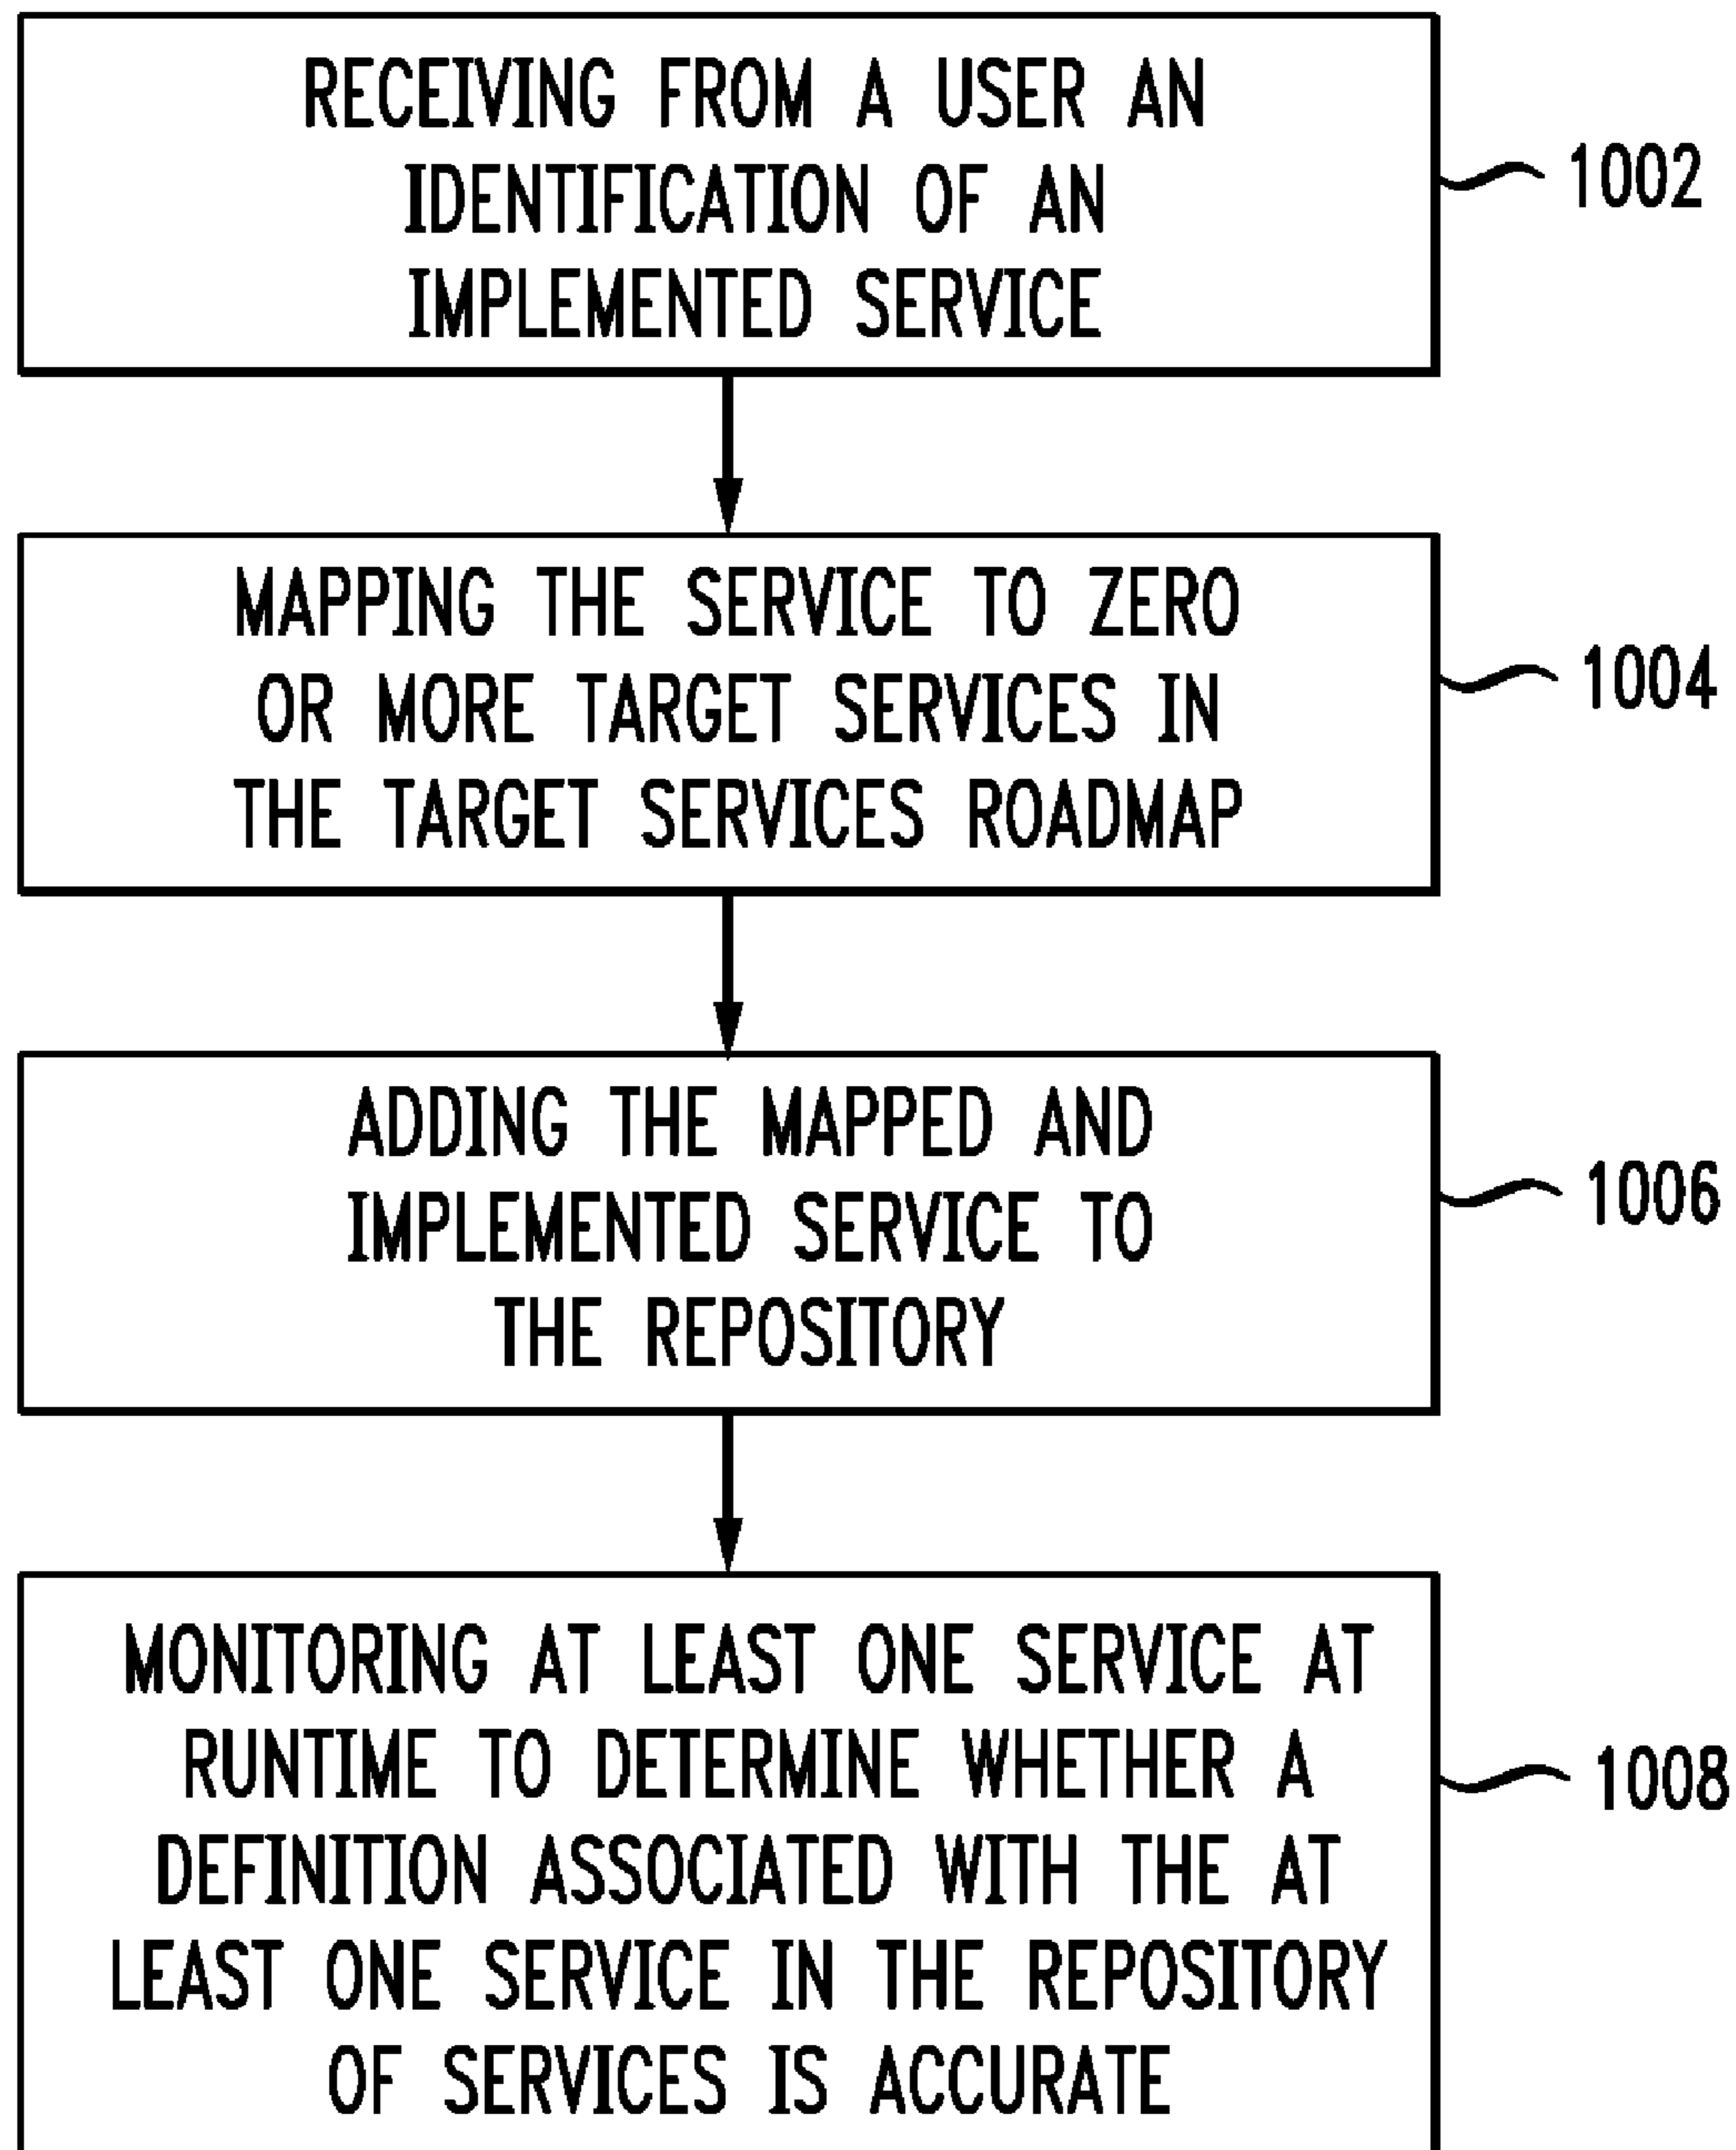 RECEIVING FROM A USER AN
IDENTIFICATION OF AN
IMPLEMENTED SERVICE
1002
MAPPING THE SERVICE TO ZERO
OR MORE TARGET SERVICES IN
THE TARGET SERVICES ROADMAP
1004
ADDING THE MAPPED AND
IMPLEMENTED SERVICE TO
THE REPOSITORY
1006
MONITORING AT LEAST ONE SERVICE AT
RUNTIME TO DETERMINE WHETHER A
DEFINITION ASSOCIATED WITH THE AT
LEAST ONE SERVICE IN THE REPOSITORY
OF SERVICES IS ACCURATE
1008